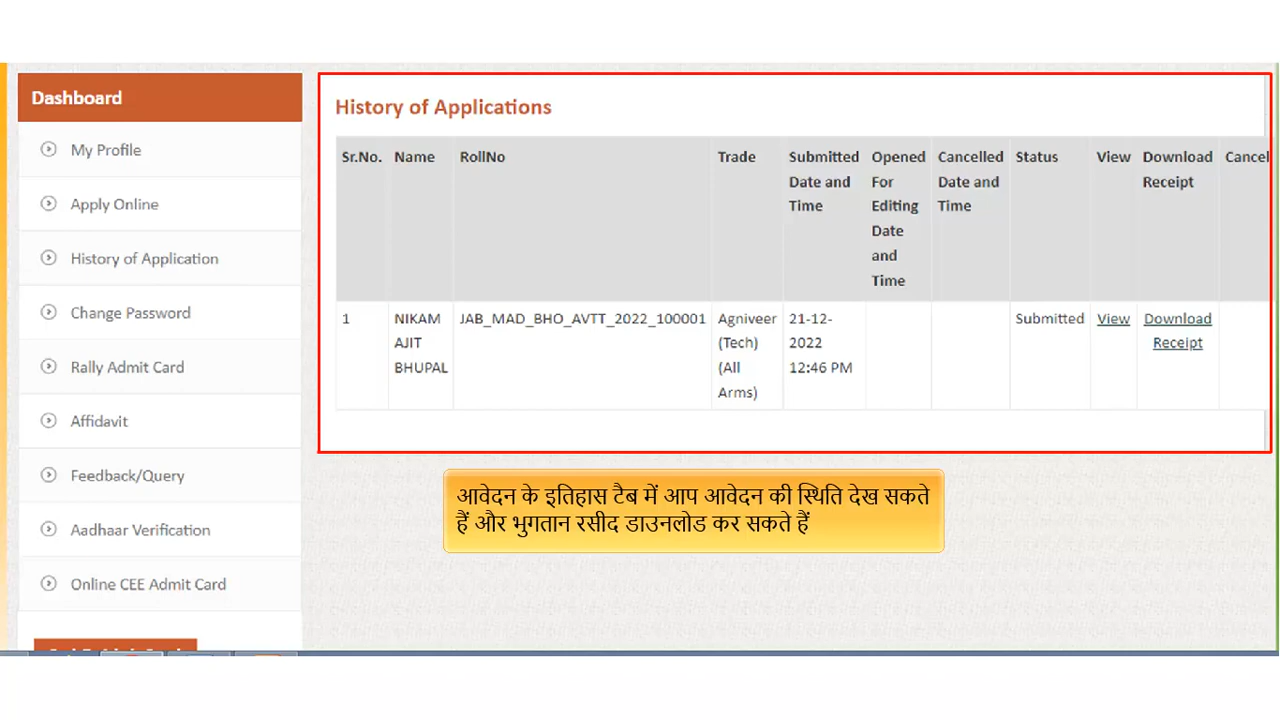 Dashboard
My Profile
Apply Online
History of Application
Change Password
Rally Admit Card
Affidavit
Feedback/Query
Aadhaar Verification
Online CEE Admit Card
History of Applications
Sr.No. Name RollNo Trade Submitted Opened Cancelled Status View Download Cancel
Date and For Date and Receipt
Time Editing Time
Date
and
Time
1 NIKAM JAB_MAD_BHO_AVTT_2022_100001 Agniveer 21-12- Submitted View Download
AJIT (Tech) 2022 Receipt
BHUPAL (All 12:46 PM
Arms)
आवेदन के इतिहास टैब में आप आवेदन की स्थिति देख सकते
हैं और भुगतान रसीद डाउनलोड कर सकते हैं